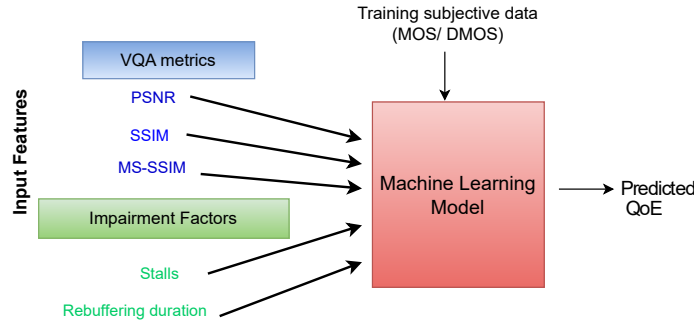 Training subjective data
(MOS/ DMOS)
VQA metrics
PSNR
SSIM
MS-SSIM
Input Features
Impairment Factors
Stalls
Rebuffering duration
Machine Learning
Model
Predicted
QoE